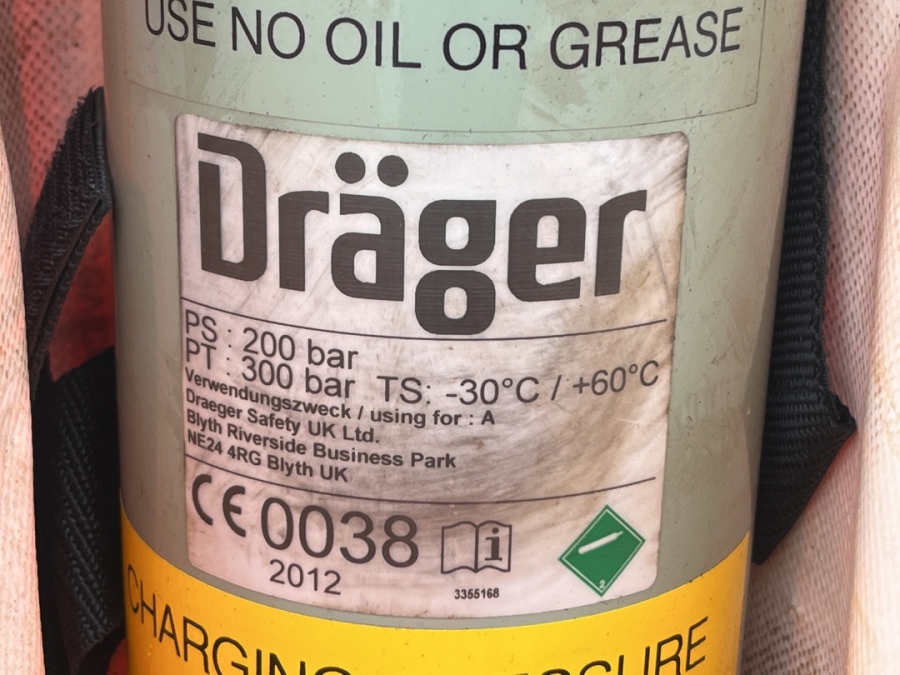 USE NO OIL OR GREASE
Dräger
PS : 200 bar
PT : 300 bar TS: -30°C / +60°C
Verwendungszweck / using for : A
Draeger Safety UK Ltd.
Blyth Riverside Business Park
NE24 4RG Blyth UK
CE 0038
2012
i
3355168
2
CHARGING